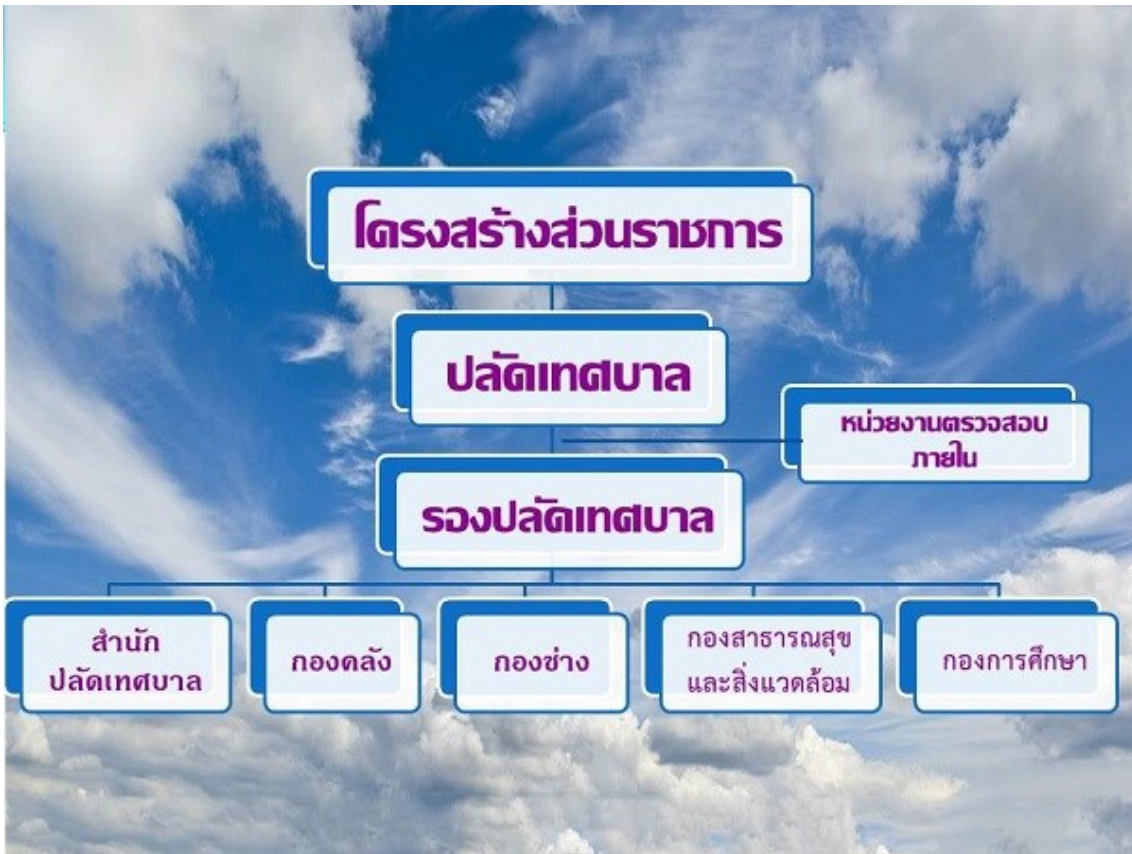 โครงสร้างส่วนราชการ
ปลัดเทศบาล
หน่วยงานตรวจสอบ
ภายใน
รองปลัดเทศบาล
สำนัก
ปลัดเทศบาล
กองคลัง
กองช่าง
กองสาธารณสุข
และสิ่งแวดล้อม
กองการศึกษา